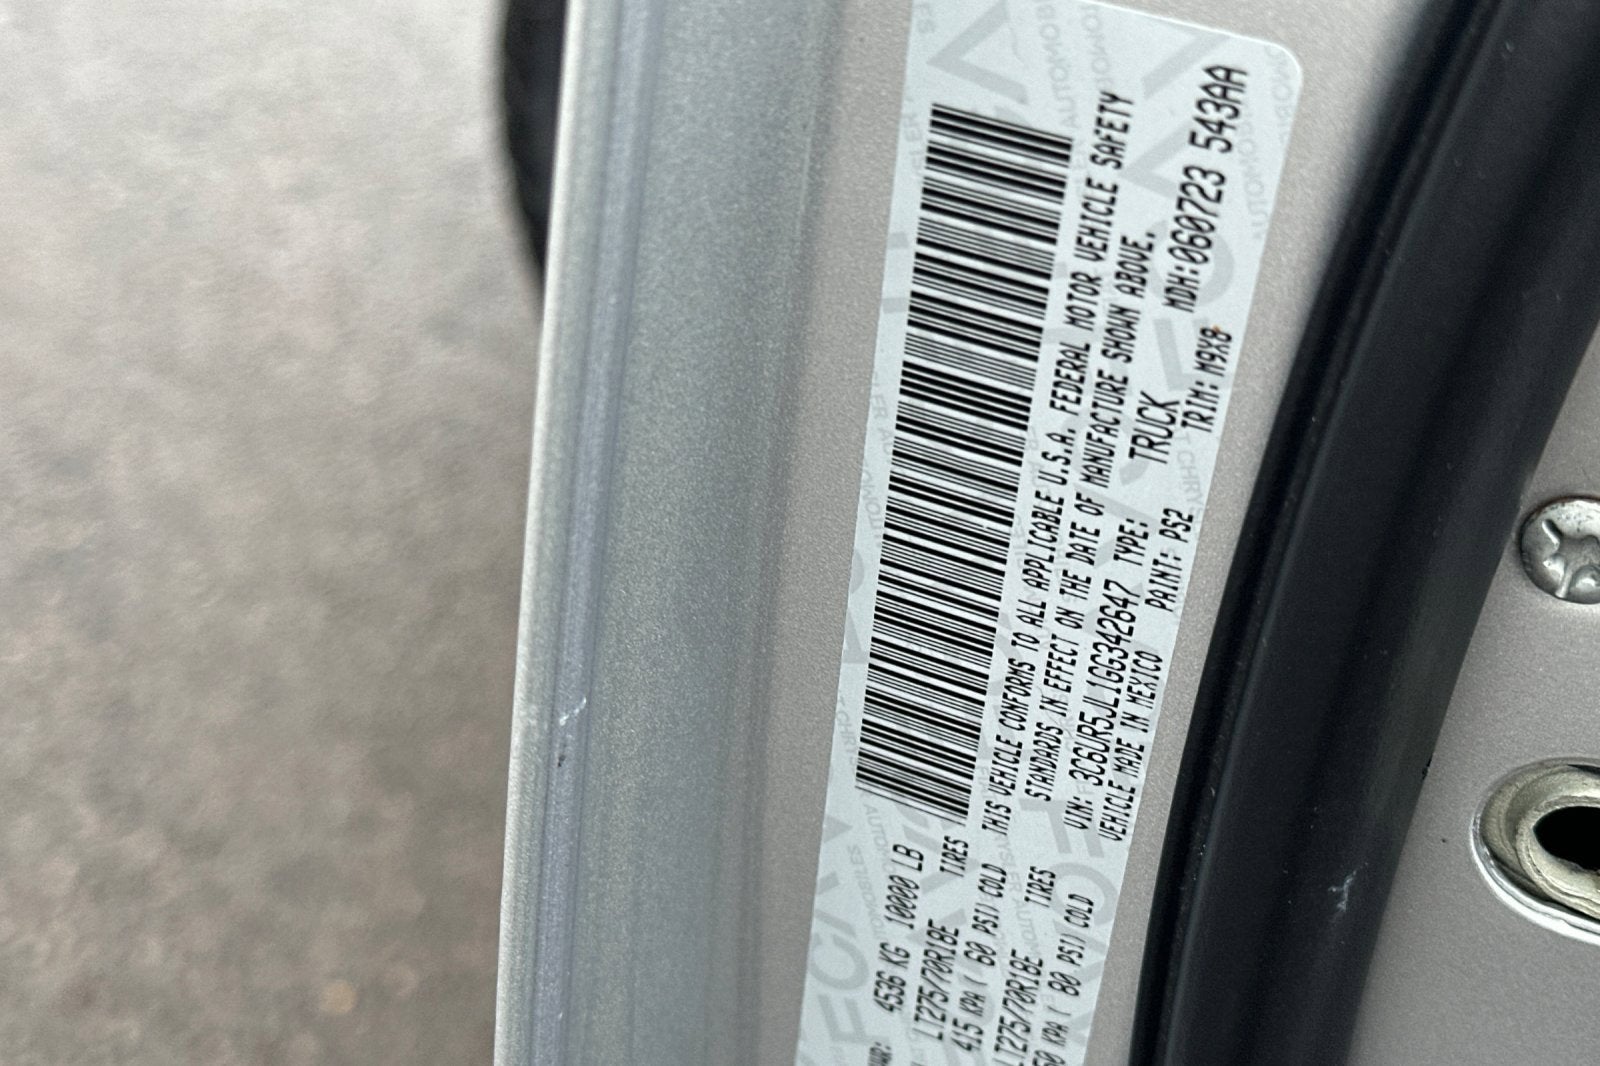 4536 KG 10000 LB
LT275/70R18E TIRES
415 KPA( 60 PSI) COLD
LT275/70R18E TIRES
KPA( 80 PSI) COLD
THIS VEHICLE CONFORMS TO ALL APPLICABLE U.S.A. FEDERAL MOTOR VEHICLE SAFETY
STANDARDS IN EFFECT ON THE DATE OF MANUFACTURE SHOWN ABOVE.
VIN: 3C6UR5JL1GG342647 TYPE: TRUCK MDH:060723 543AA
VEHICLE MADE IN MEXICO PAINT: PS2 TRIM: M9X8